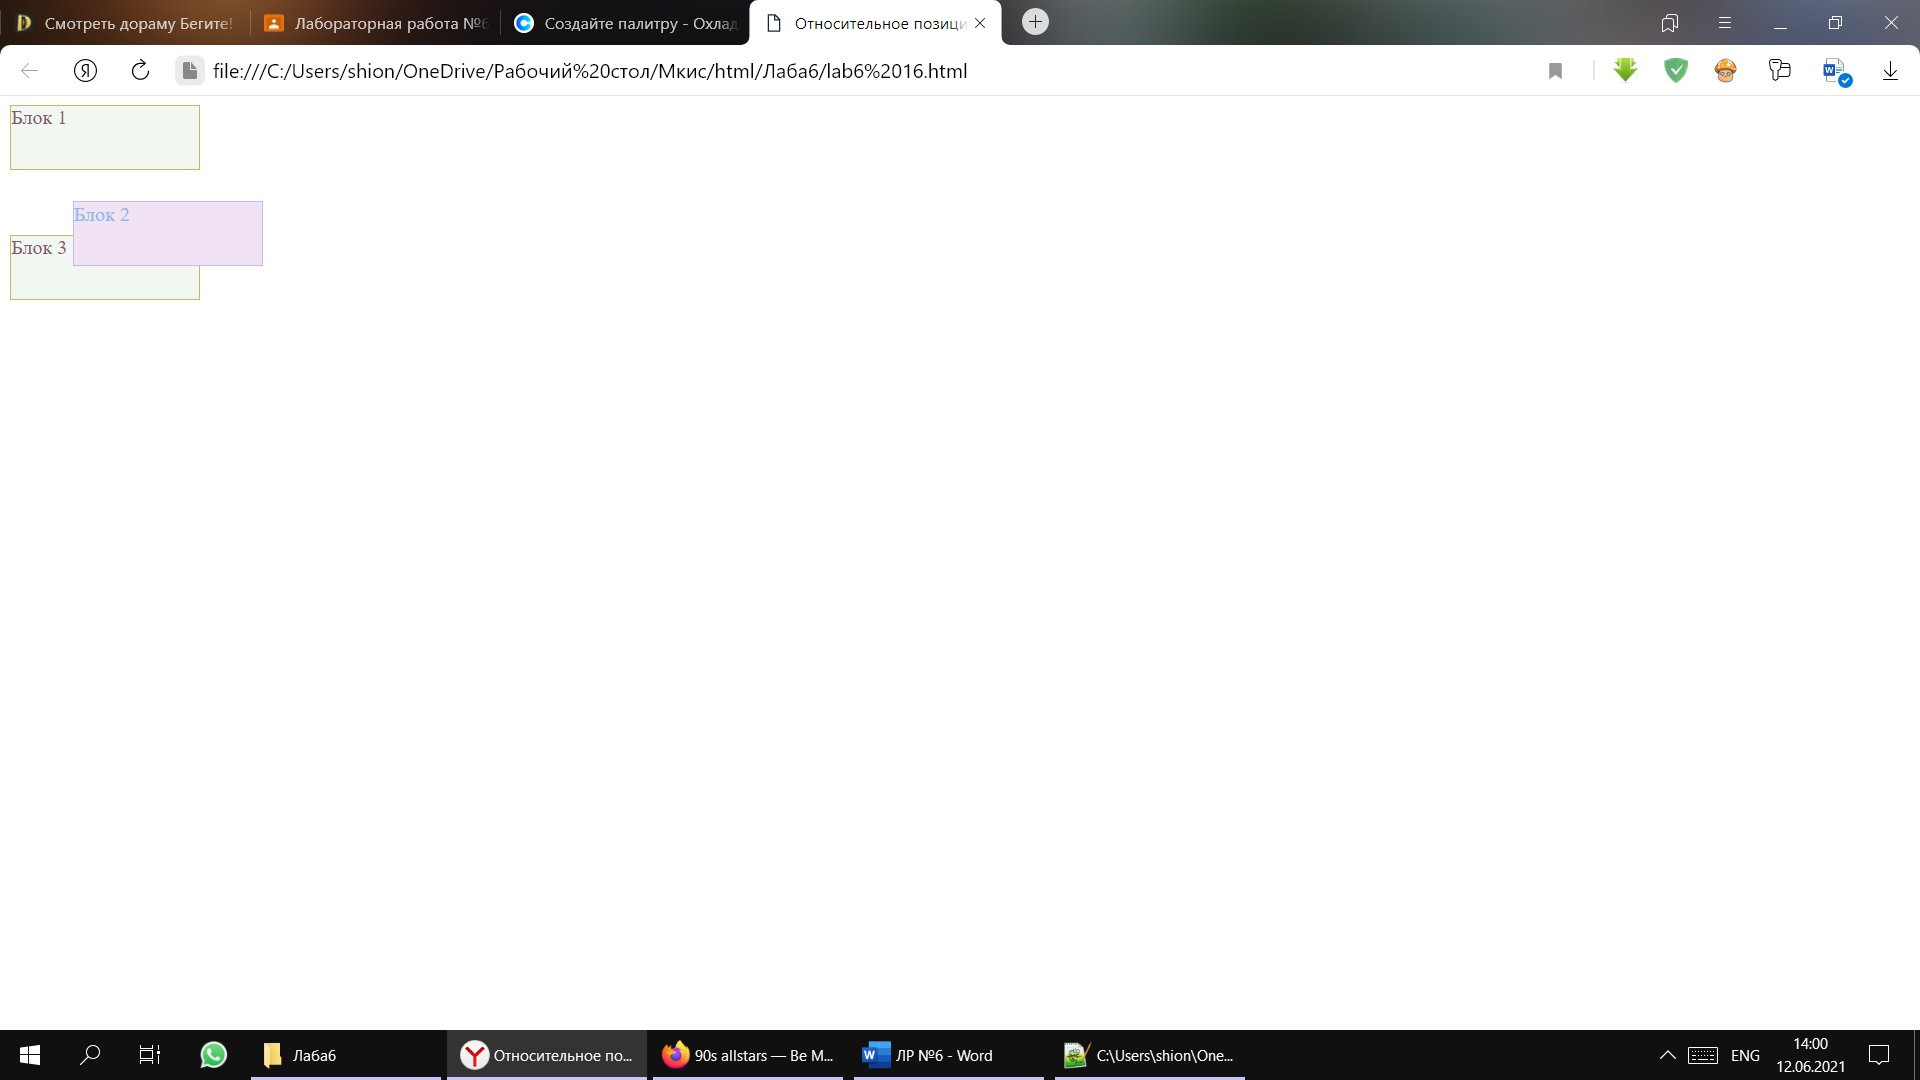 Смотреть дораму Бегите!
Лабораторная работа №6
Создайте палитру - Охлад
Относительное позици
file:///C:/Users/shion/OneDrive/Рабочий%20стол/Мкис/html/Лаба6/lab6%2016.html
Блок 1
Блок 2
Блок 3
Лаба6
Относительное по...
90s allstars — Be M...
ЛР №6 - Word
C:\Users\shion\One...
ENG
14:00
12.06.2021